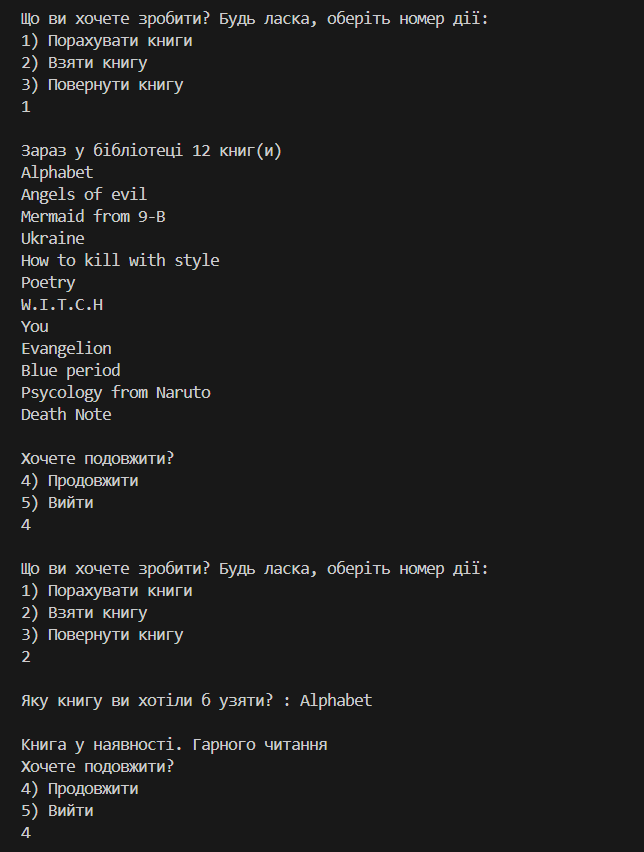 Що ви хочете зробити? Будь ласка, оберіть номер дії:
1) Порахувати книги
2) Взяти книгу
3) Повернути книгу
1
Зараз у бібліотеці 12 книг(и)
Alphabet
Angels of evil
Mermaid from 9-B
Ukraine
How to kill with style
Poetry
W.I.T.C.H
You
Evangelion
Blue period
Psycology from Naruto
Death Note
Хочете подовжити?
4) Продовжити
5) Вийти
4
Що ви хочете зробити? Будь ласка, оберіть номер дії:
1) Порахувати книги
2) Взяти книгу
3) Повернути книгу
2
Яку книгу ви хотіли б узяти? : Alphabet
Книга у наявності. Гарного читання
Хочете подовжити?
4) Продовжити
5) Вийти
4